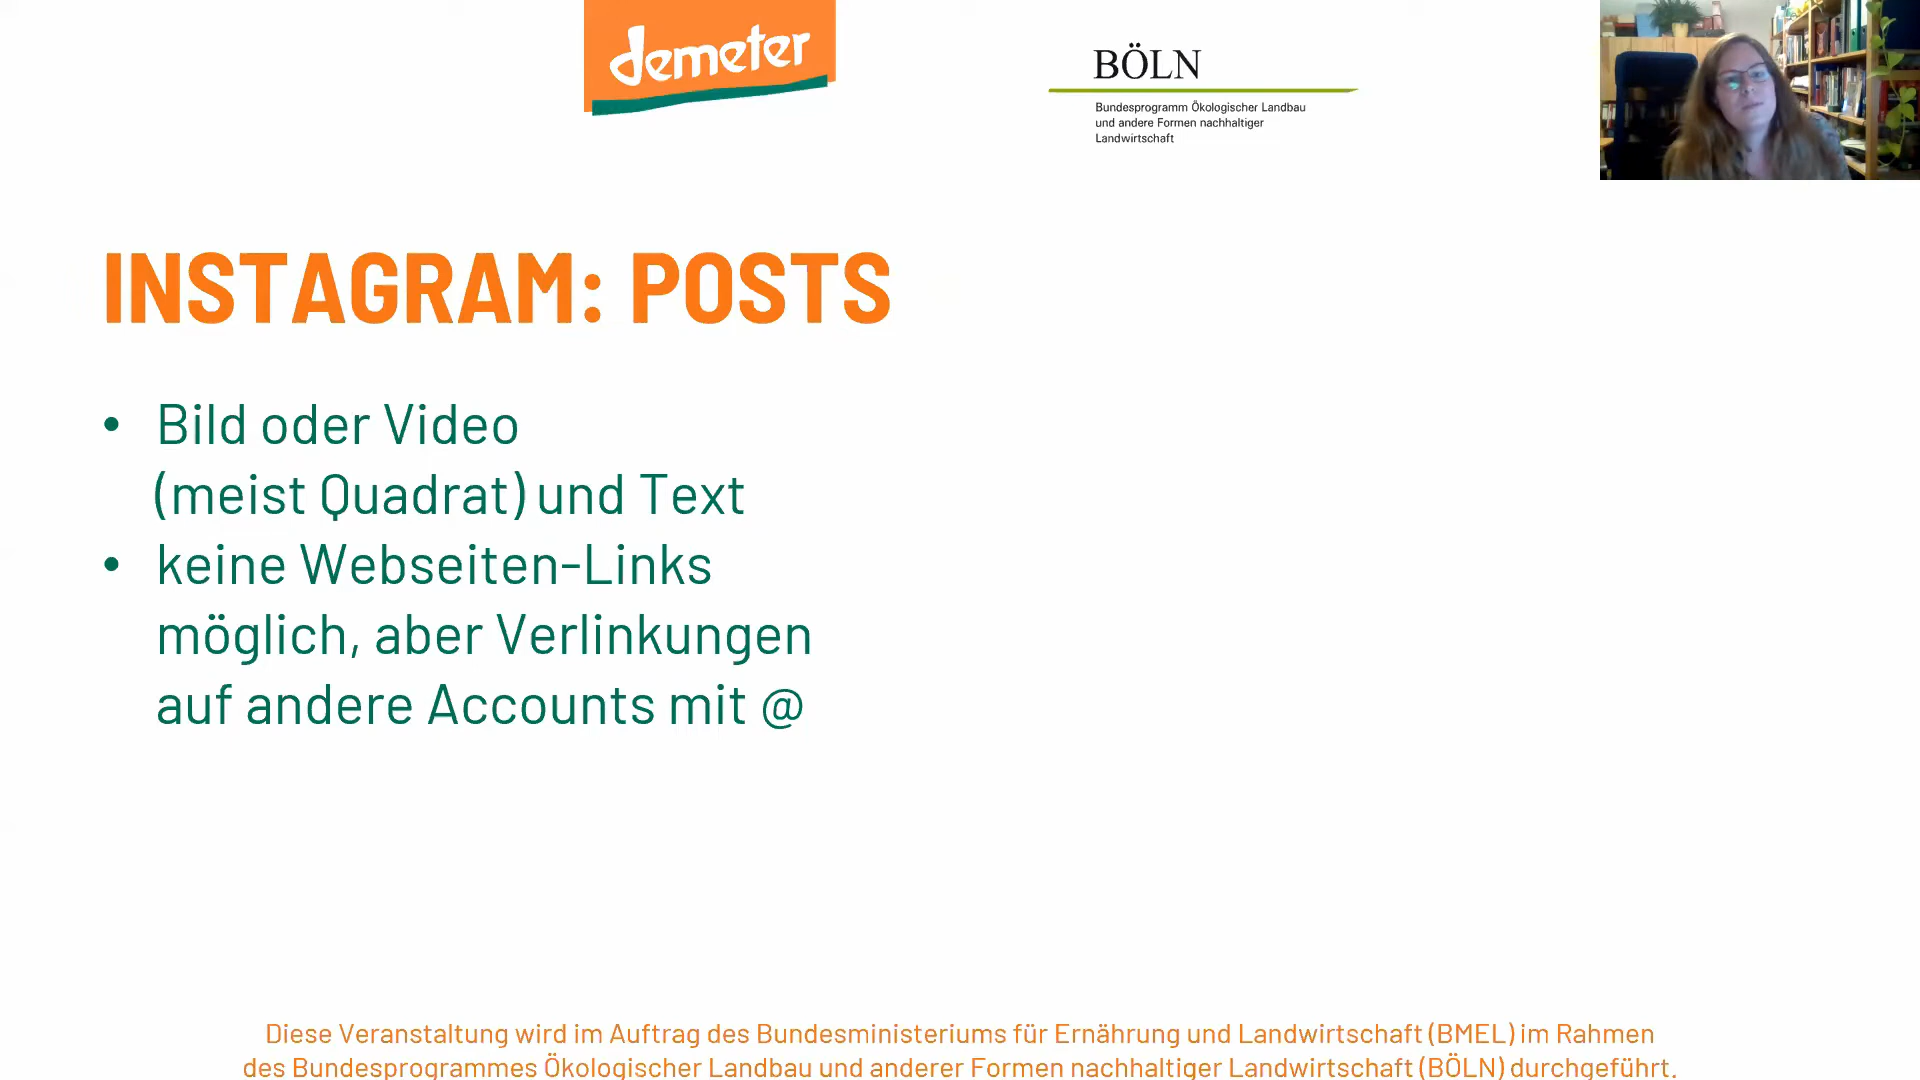 demeter
BÖLN
Bundesprogramm Ökologischer Landbau
und andere Formen nachhaltiger
Landwirtschaft
INSTAGRAM: POSTS
• Bild oder Video
(meist Quadrat) und Text
• keine Webseiten-Links
möglich, aber Verlinkungen
auf andere Accounts mit @
Diese Veranstaltung wird im Auftrag des Bundesministeriums für Ernährung und Landwirtschaft (BMEL) im Rahmen
des Bundesprogrammes Ökologischer Landbau und anderer Formen nachhaltiger Landwirtschaft (BÖLN) durchgeführt.